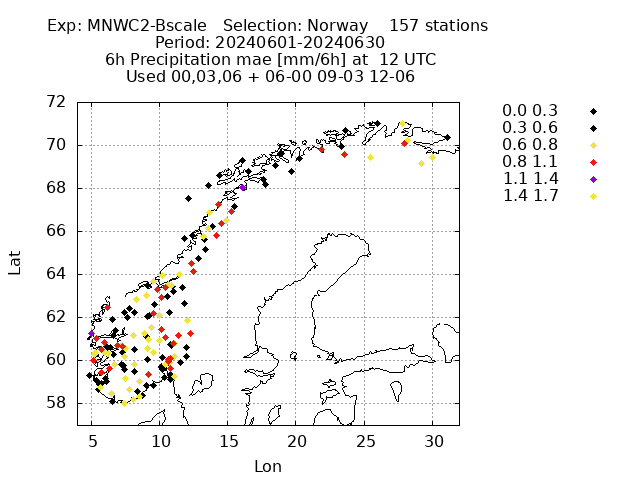 Exp: MNWC2-Bscale   Selection: Norway    157 stations
Period: 20240601-20240630
6h Precipitation mae [mm/6h] at  12 UTC
Used 00,03,06 + 06-00 09-03 12-06
72
70
68
66
64
62
60
58
Lat
5 10 15 20 25 30
Lon
0.0 0.3
0.3 0.6
0.6 0.8
0.8 1.1
1.1 1.4
1.4 1.7